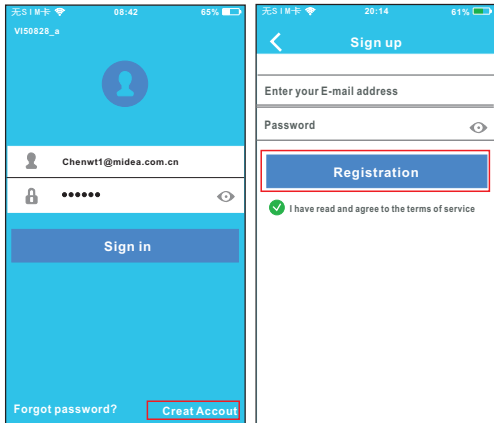 无SIM卡 08:42 65%
VI50828_a
Chenwt1@midea.com.cn
••••••
Sign in
Forgot password? Creat Accout
无SIM卡 20:14 61%
Sign up
Enter your E-mail address
Password
Registration
I have read and agree to the terms of service